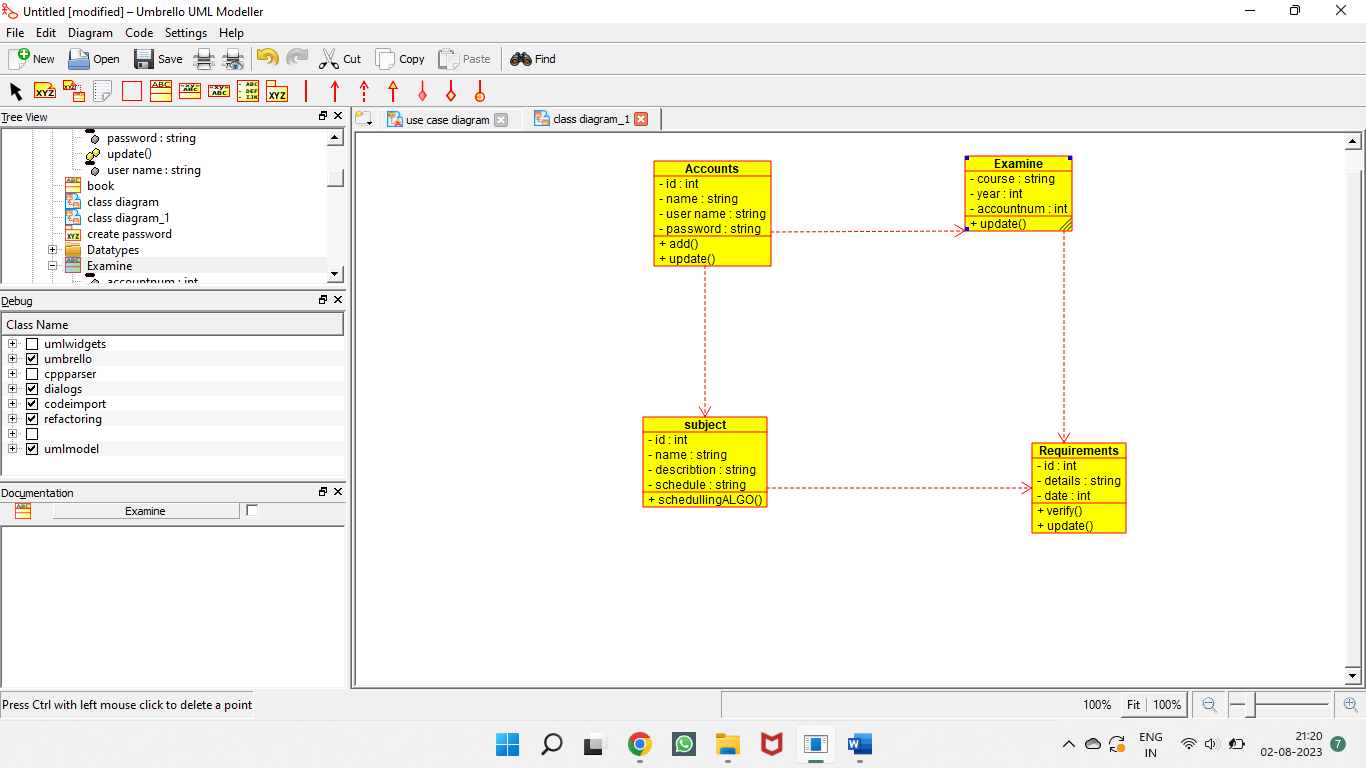 Untitled [modified] – Umbrello UML Modeller
File Edit Diagram Code Settings Help
New Open Save Cut Copy Paste Find
Tree View
password : string
update()
user name : string
book
class diagram
class diagram_1
create password
Datatypes
Examine
accountnum : int
Debug
Class Name
umlwidgets
umbrello
cppparser
dialogs
codeimport
refactoring
umlmodel
Documentation
Examine
use case diagram
class diagram_1
Accounts
- id : int
- name : string
- user name : string
- password : string
+ add()
+ update()
Examine
- course : string
- year : int
- accountnum : int
+ update()
subject
- id : int
- name : string
- describtion : string
- schedule : string
+ schedullingALGO()
Requirements
- id : int
- details : string
- date : int
+ verify()
+ update()
Press Ctrl with left mouse click to delete a point
100% Fit 100%
ENG
IN
21:20
02-08-2023
7